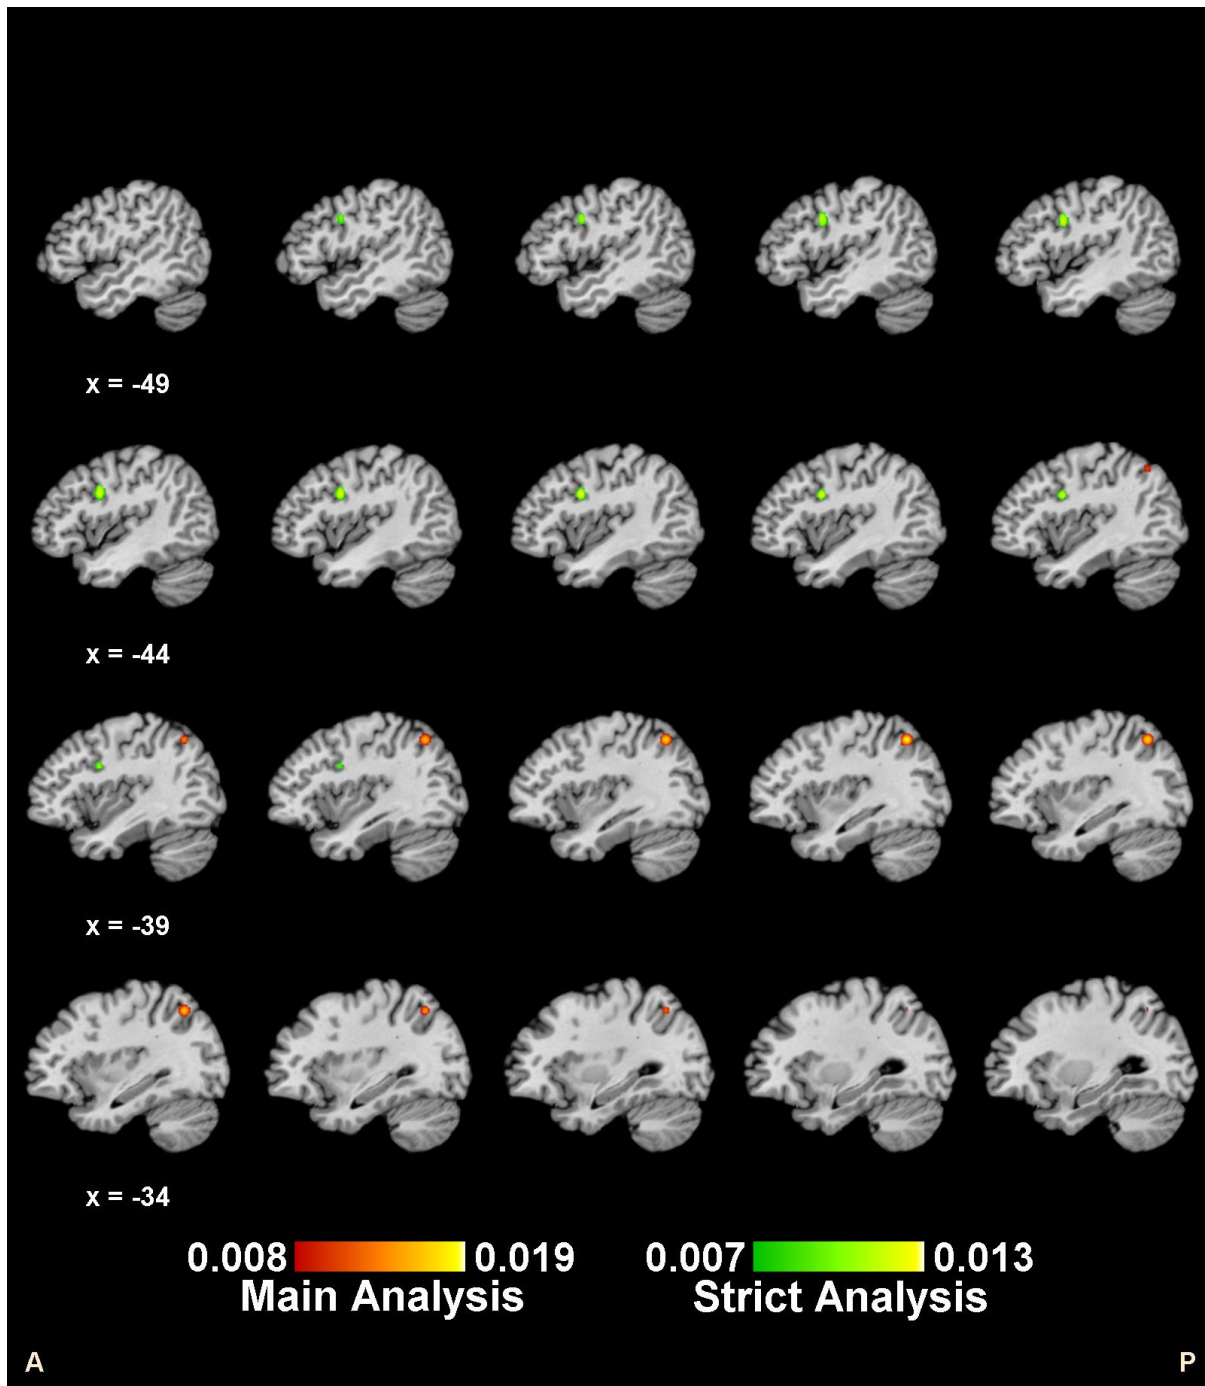 x = -49
x = -44
x = -39
x = -34
0.008 0.019 0.007 0.013
Main Analysis Strict Analysis
A P